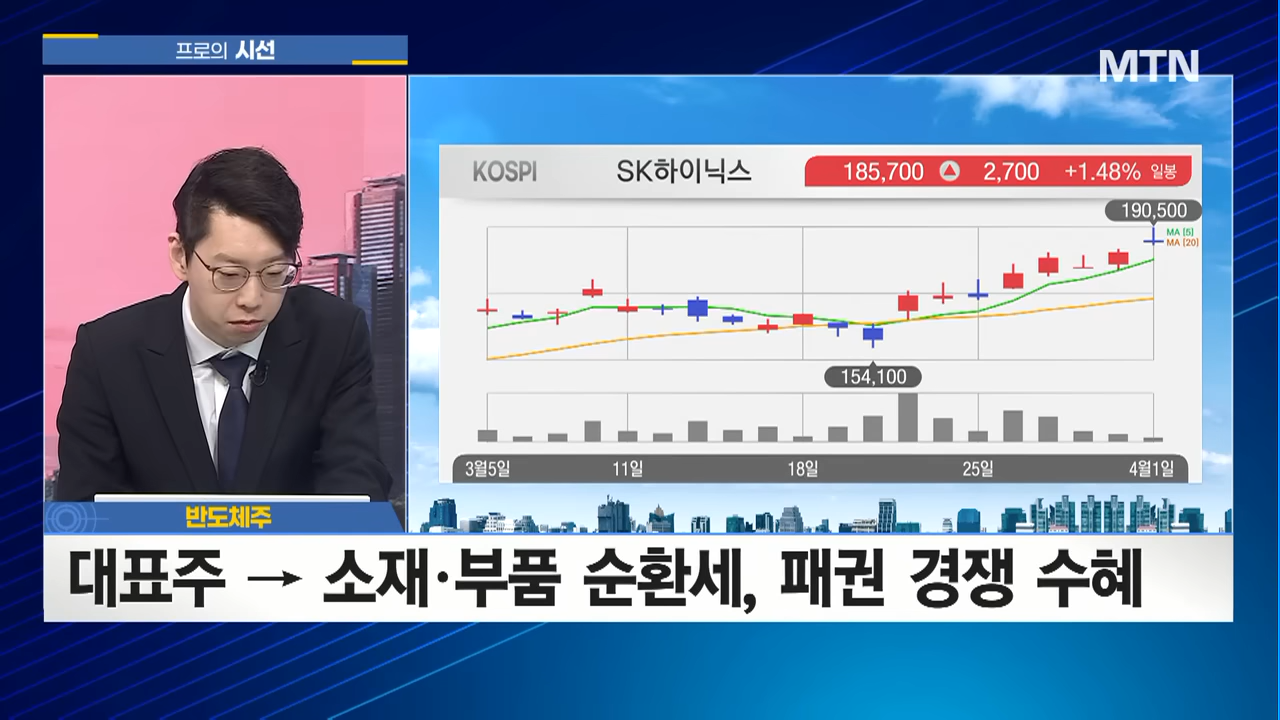 프로의 시선
MTN
KOSPI SK하이닉스 185,700 2,700 +1.48% 일봉
190,500
MA [5]
MA [20]
154,100
3월5일 11일 18일 25일 4월1일
반도체주
대표주 → 소재·부품 순환세, 패권 경쟁 수혜